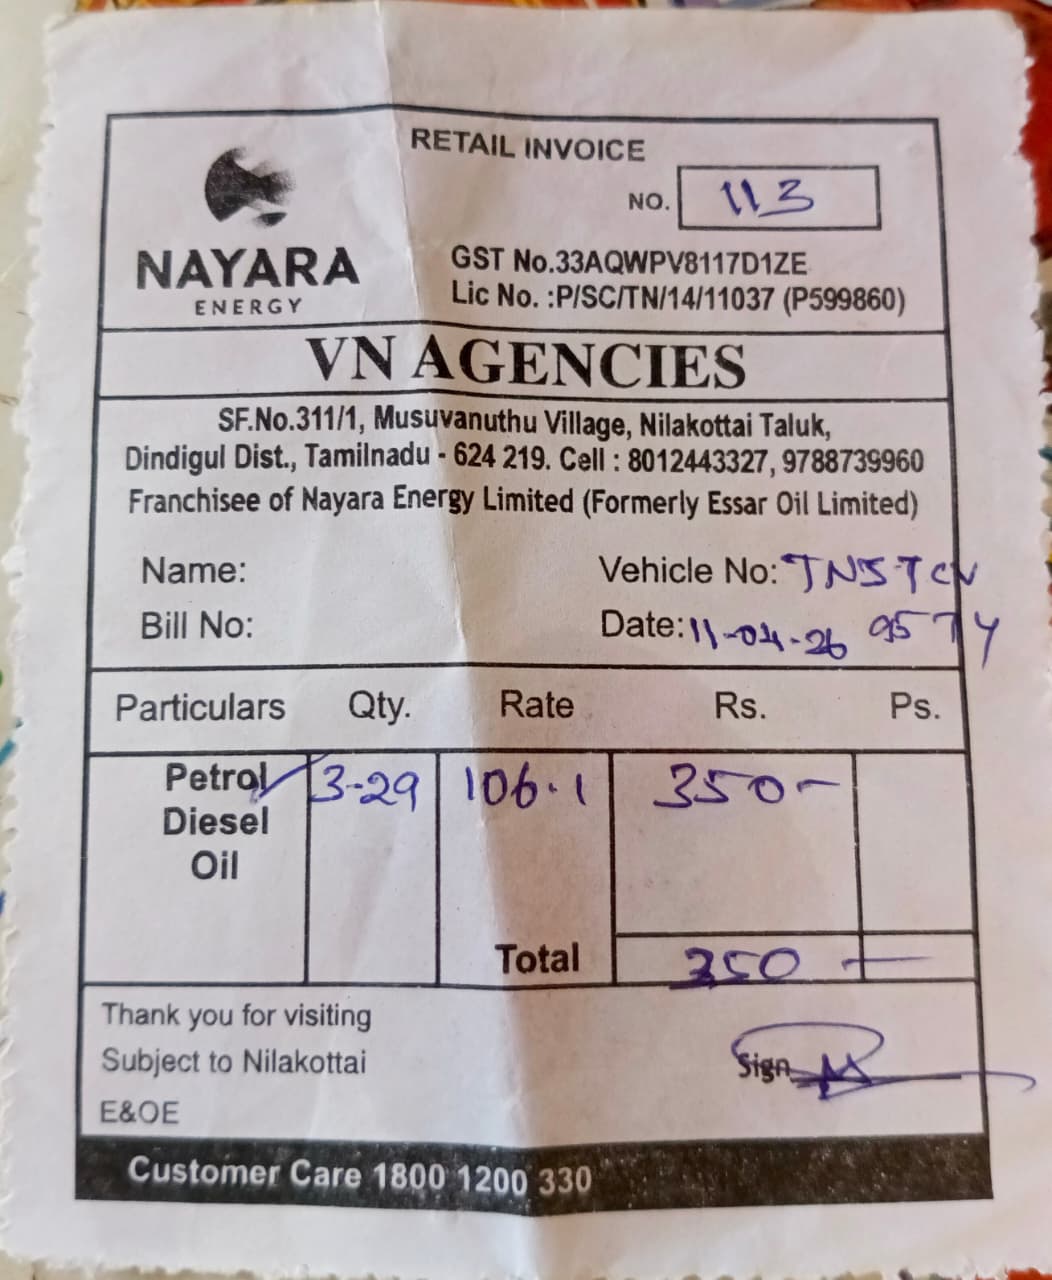 RETAIL INVOICE
NO. 113
NAYARA
ENERGY
GST No.33AQWPV8117D1ZE
Lic No. :P/SC/TN/14/11037 (P599860)
VN AGENCIES
SF.No.311/1, Musuvanuthu Village, Nilakottai Taluk,
Dindigul Dist., Tamilnadu - 624 219. Cell : 8012443327, 9788739960
Franchisee of Nayara Energy Limited (Formerly Essar Oil Limited)
Name:
Vehicle No:
Bill No:
Date: 11-04-26
Particulars Qty. Rate Rs. Ps.
Petrol 3-29 106.1 350-
Diesel
Oil
Total 350 -
Thank you for visiting
Subject to Nilakottai
Sign
E&OE
Customer Care 1800 1200 330